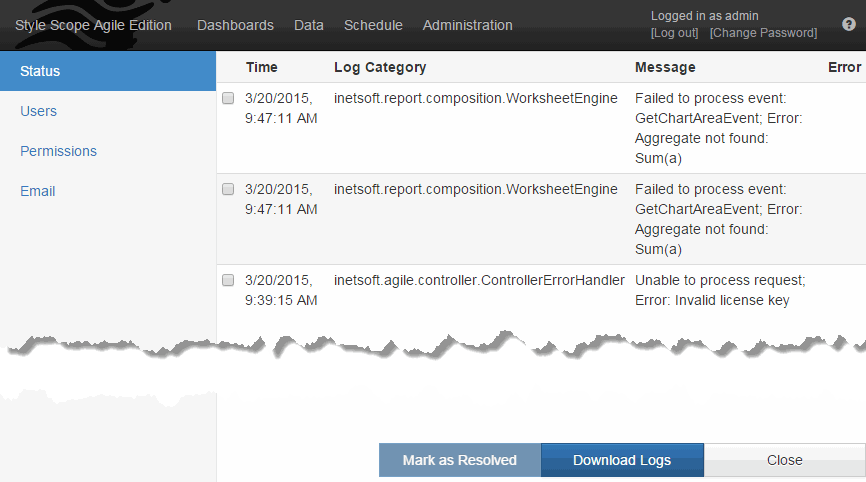 Style Scope Agile Edition Dashboards Data Schedule Administration
Logged in as admin
[Log out] [Change Password]
?
Status
Users
Permissions
Email
Time Log Category Message Error
3/20/2015, inetsoft.report.composition.WorksheetEngine Failed to process event:
9:47:11 AM GetChartAreaEvent; Error:
Aggregate not found:
Sum(a)
3/20/2015, inetsoft.report.composition.WorksheetEngine Failed to process event:
9:47:11 AM GetChartAreaEvent; Error:
Aggregate not found:
Sum(a)
3/20/2015, inetsoft.agile.controller.ControllerErrorHandler Unable to process request;
9:39:15 AM Error: Invalid license key
Mark as Resolved Download Logs Close